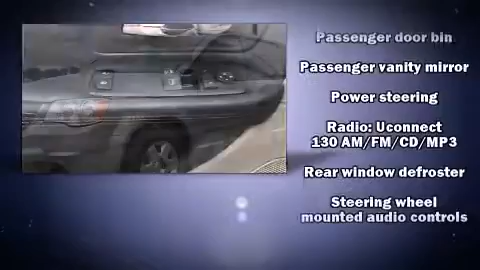 Passenger door bin
Passenger vanity mirror
Power steering
Radio: Uconnect
130 AM/FM/CD/MP3
Rear window defroster
Steering wheel
mounted audio controls